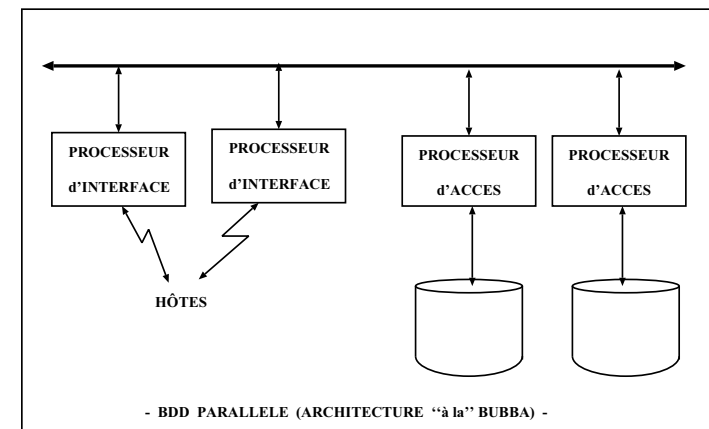 PROCESSEUR
d’INTERFACE
PROCESSEUR
d’INTERFACE
PROCESSEUR
d’ACCES
PROCESSEUR
d’ACCES
HÔTES
- BDD PARALLELE (ARCHITECTURE ‘‘à la’’ BUBBA) -